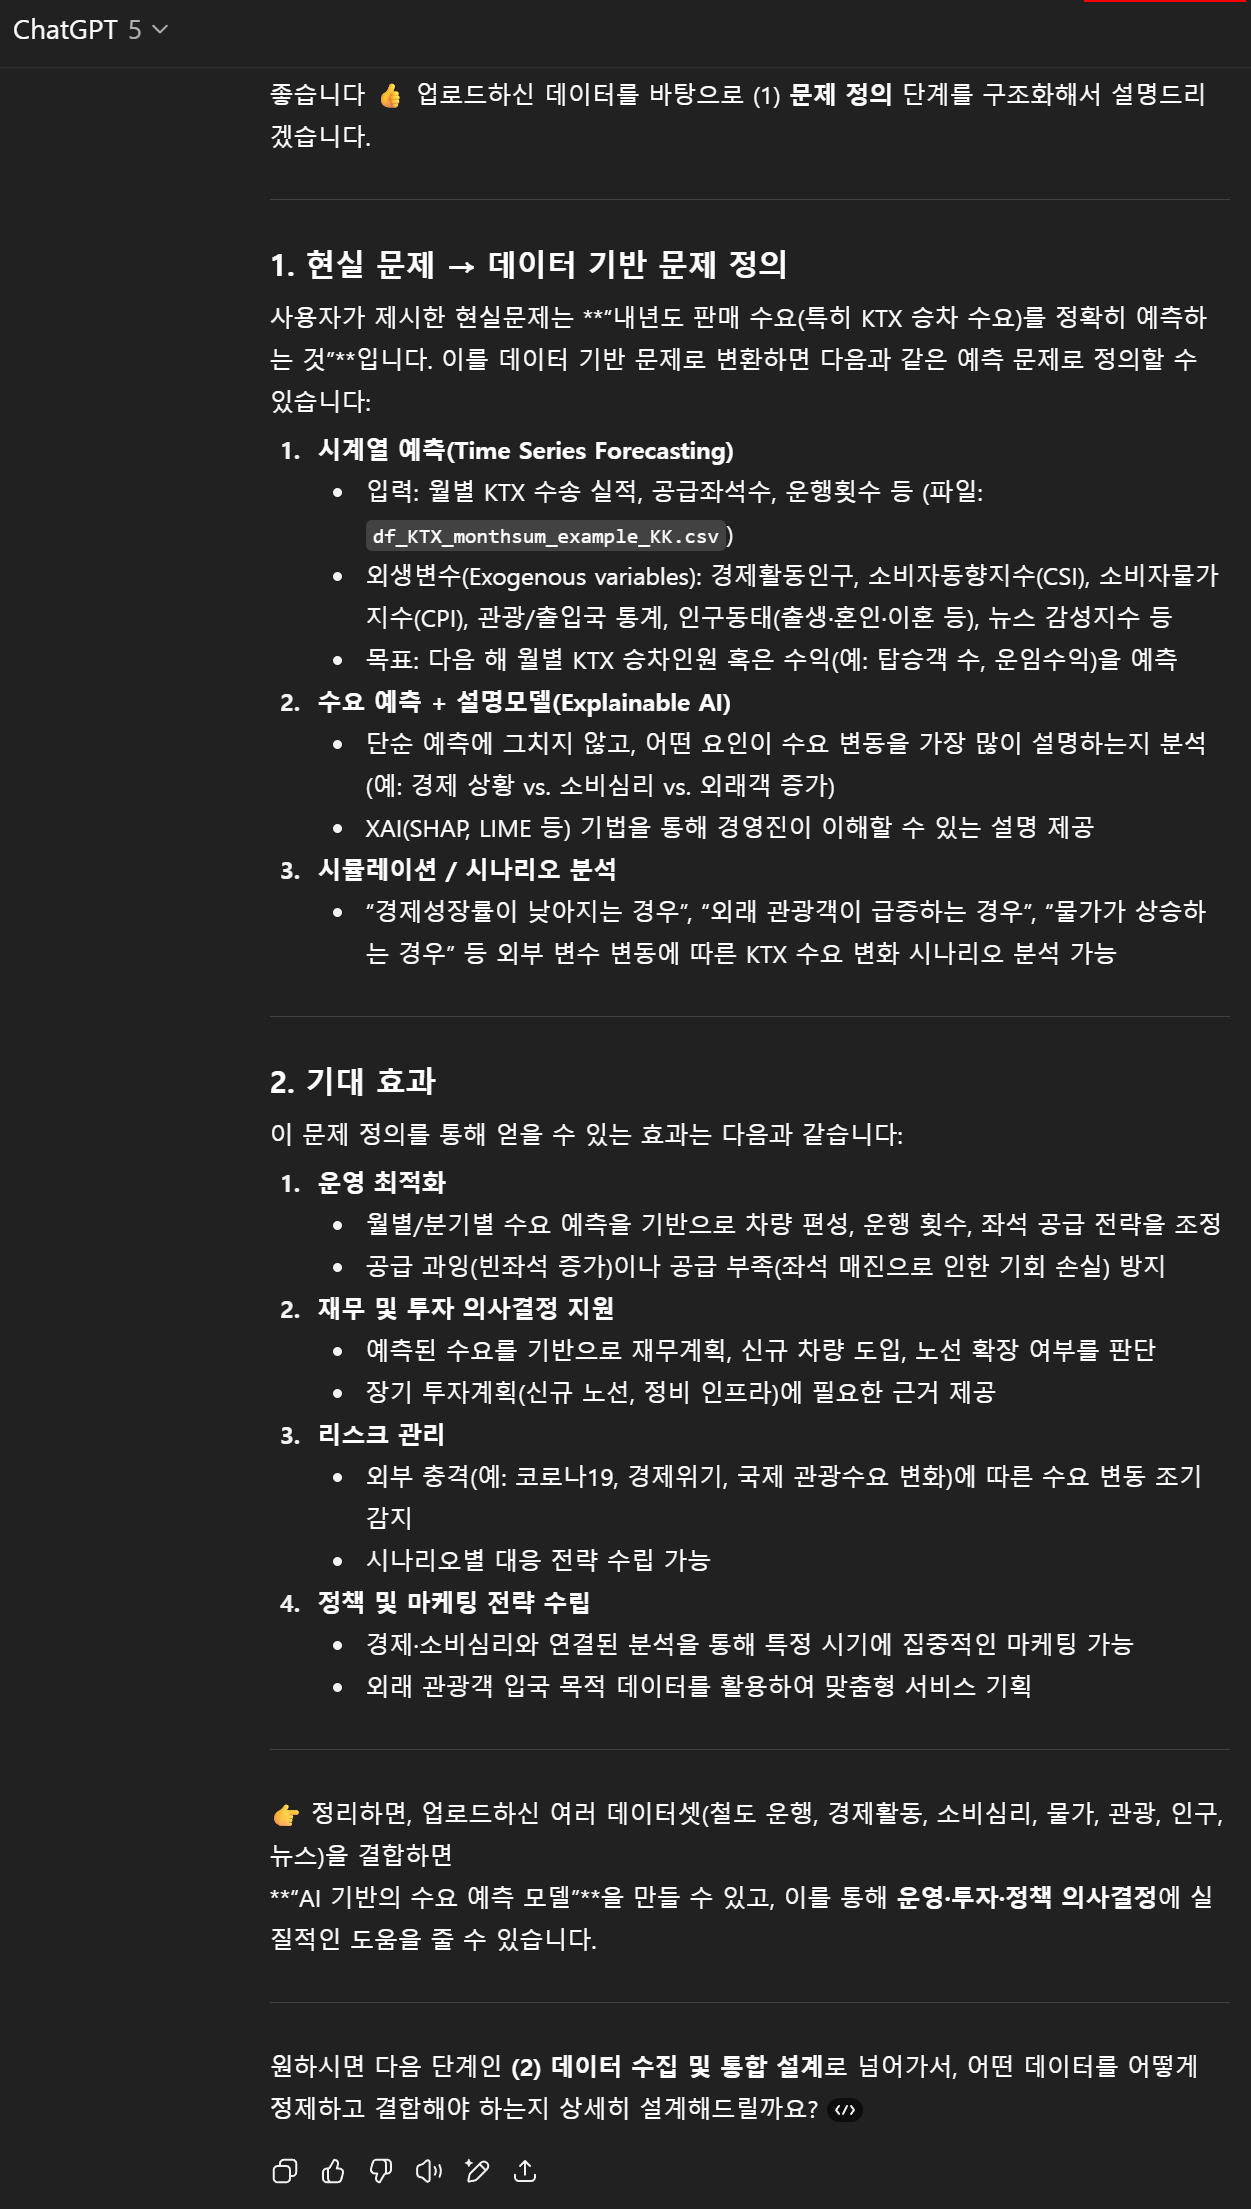 ChatGPT 5
좋습니다 👍 업로드하신 데이터를 바탕으로 (1) 문제 정의 단계를 구조화해서 설명드리
겠습니다.
1. 현실 문제 → 데이터 기반 문제 정의
사용자가 제시한 현실문제는 **“내년도 판매 수요(특히 KTX 승차 수요)를 정확히 예측하
는 것”**입니다. 이를 데이터 기반 문제로 변환하면 다음과 같은 예측 문제로 정의할 수
있습니다:
1. 시계열 예측(Time Series Forecasting)
• 입력: 월별 KTX 수송 실적, 공급좌석수, 운행횟수 등 (파일:
df_KTX_monthsum_example_KK.csv)
• 외생변수(Exogenous variables): 경제활동인구, 소비자동향지수(CSI), 소비자물가
지수(CPI), 관광/출입국 통계, 인구동태(출생·혼인·이혼 등), 뉴스 감성지수 등
• 목표: 다음 해 월별 KTX 승차인원 혹은 수익(예: 탑승객 수, 운임수익)을 예측
2. 수요 예측 + 설명모델(Explainable AI)
• 단순 예측에 그치지 않고, 어떤 요인이 수요 변동을 가장 많이 설명하는지 분석
(예: 경제 상황 vs. 소비심리 vs. 외래객 증가)
• XAI(SHAP, LIME 등) 기법을 통해 경영진이 이해할 수 있는 설명 제공
3. 시뮬레이션 / 시나리오 분석
• “경제성장률이 낮아지는 경우”, “외래 관광객이 급증하는 경우”, “물가가 상승하
는 경우” 등 외부 변수 변동에 따른 KTX 수요 변화 시나리오 분석 가능
2. 기대 효과
이 문제 정의를 통해 얻을 수 있는 효과는 다음과 같습니다:
1. 운영 최적화
• 월별/분기별 수요 예측을 기반으로 차량 편성, 운행 횟수, 좌석 공급 전략을 조정
• 공급 과잉(빈좌석 증가)이나 공급 부족(좌석 매진으로 인한 기회 손실) 방지
2. 재무 및 투자 의사결정 지원
• 예측된 수요를 기반으로 재무계획, 신규 차량 도입, 노선 확장 여부를 판단
• 장기 투자계획(신규 노선, 정비 인프라)에 필요한 근거 제공
3. 리스크 관리
• 외부 충격(예: 코로나19, 경제위기, 국제 관광수요 변화)에 따른 수요 변동 조기
감지
• 시나리오별 대응 전략 수립 가능
4. 정책 및 마케팅 전략 수립
• 경제·소비심리와 연결된 분석을 통해 특정 시기에 집중적인 마케팅 가능
• 외래 관광객 입국 목적 데이터를 활용하여 맞춤형 서비스 기획
👉 정리하면, 업로드하신 여러 데이터셋(철도 운행, 경제활동, 소비심리, 물가, 관광, 인구,
뉴스)을 결합하면
**“AI 기반의 수요 예측 모델”**을 만들 수 있고, 이를 통해 운영·투자·정책 의사결정에 실
질적인 도움을 줄 수 있습니다.
원하시면 다음 단계인 (2) 데이터 수집 및 통합 설계로 넘어가서, 어떤 데이터를 어떻게
정제하고 결합해야 하는지 상세히 설계해드릴까요?